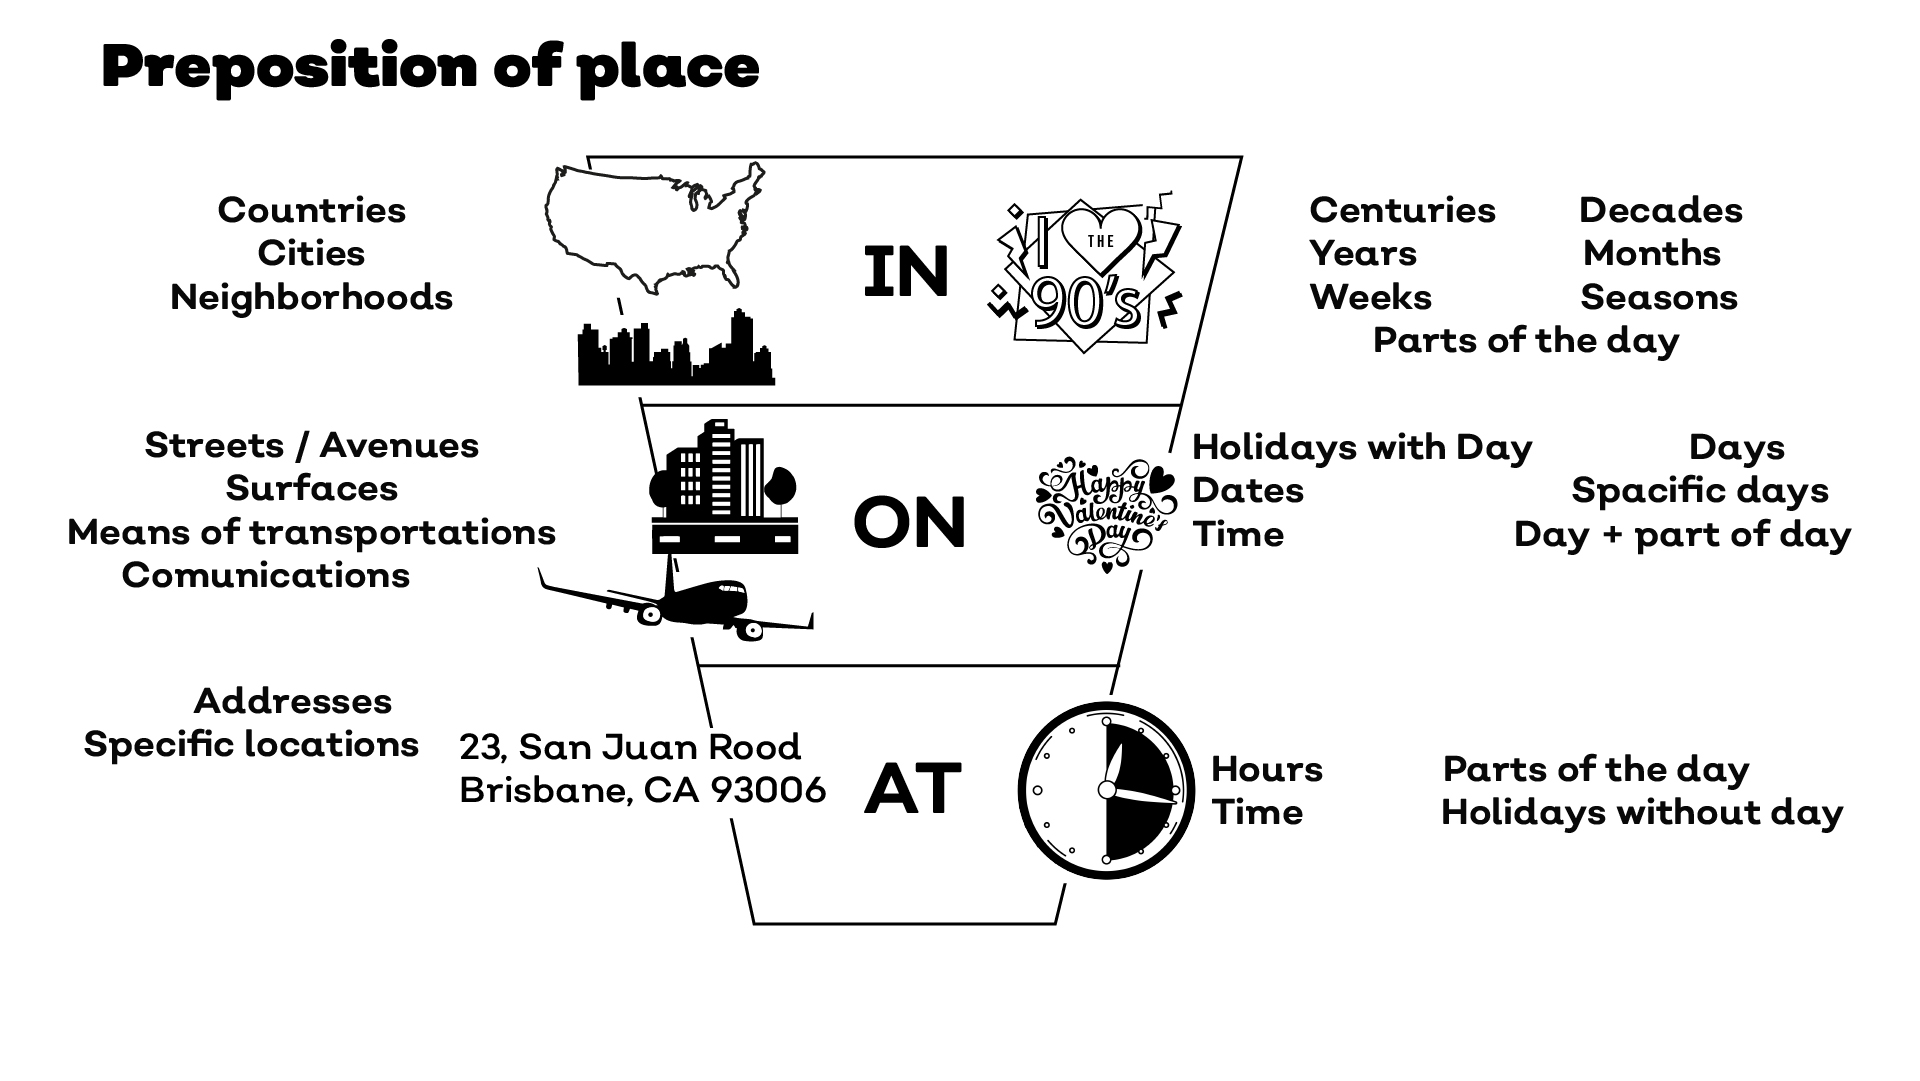 Preposition of place
Countries
Cities
Neighborhoods
IN
I THE
90's
Centuries Decades
Years Months
Weeks Seasons
Parts of the day
Streets / Avenues
Surfaces
Means of transportations
Comunications
ON
Happy
Valentine's
Day
Holidays with Day Days
Dates Spacific days
Time Day + part of day
Addresses
Specific locations
23, San Juan Rood
Brisbane, CA 93006
AT
Hours Parts of the day
Time Holidays without day